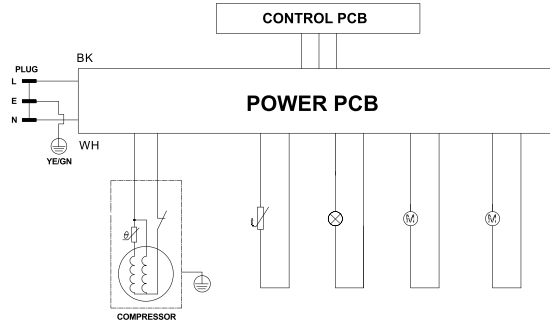 CONTROL PCB
BK
PLUG
L
POWER PCB
E
N
WH
YE/GN
θ
t
M
M
COMPRESSOR